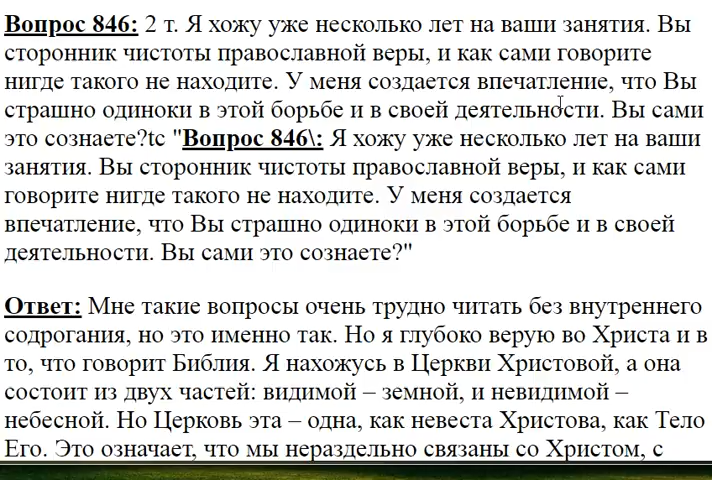 Вопрос 846: 2 т. Я хожу уже несколько лет на ваши занятия. Вы
сторонник чистоты православной веры, и как сами говорите
нигде такого не находите. У меня создается впечатление, что Вы
страшно одиноки в этой борьбе и в своей деятельности. Вы сами
это сознаете?tc "Вопрос 846\: Я хожу уже несколько лет на ваши
занятия. Вы сторонник чистоты православной веры, и как сами
говорите нигде такого не находите. У меня создается
впечатление, что Вы страшно одиноки в этой борьбе и в своей
деятельности. Вы сами это сознаете?"
Ответ: Мне такие вопросы очень трудно читать без внутреннего
содрогания, но это именно так. Но я глубоко верую во Христа и в
то, что говорит Библия. Я нахожусь в Церкви Христовой, а она
состоит из двух частей: видимой – земной, и невидимой –
небесной. Но Церковь эта – одна, как невеста Христова, как Тело
Его. Это означает, что мы нераздельно связаны со Христом, с